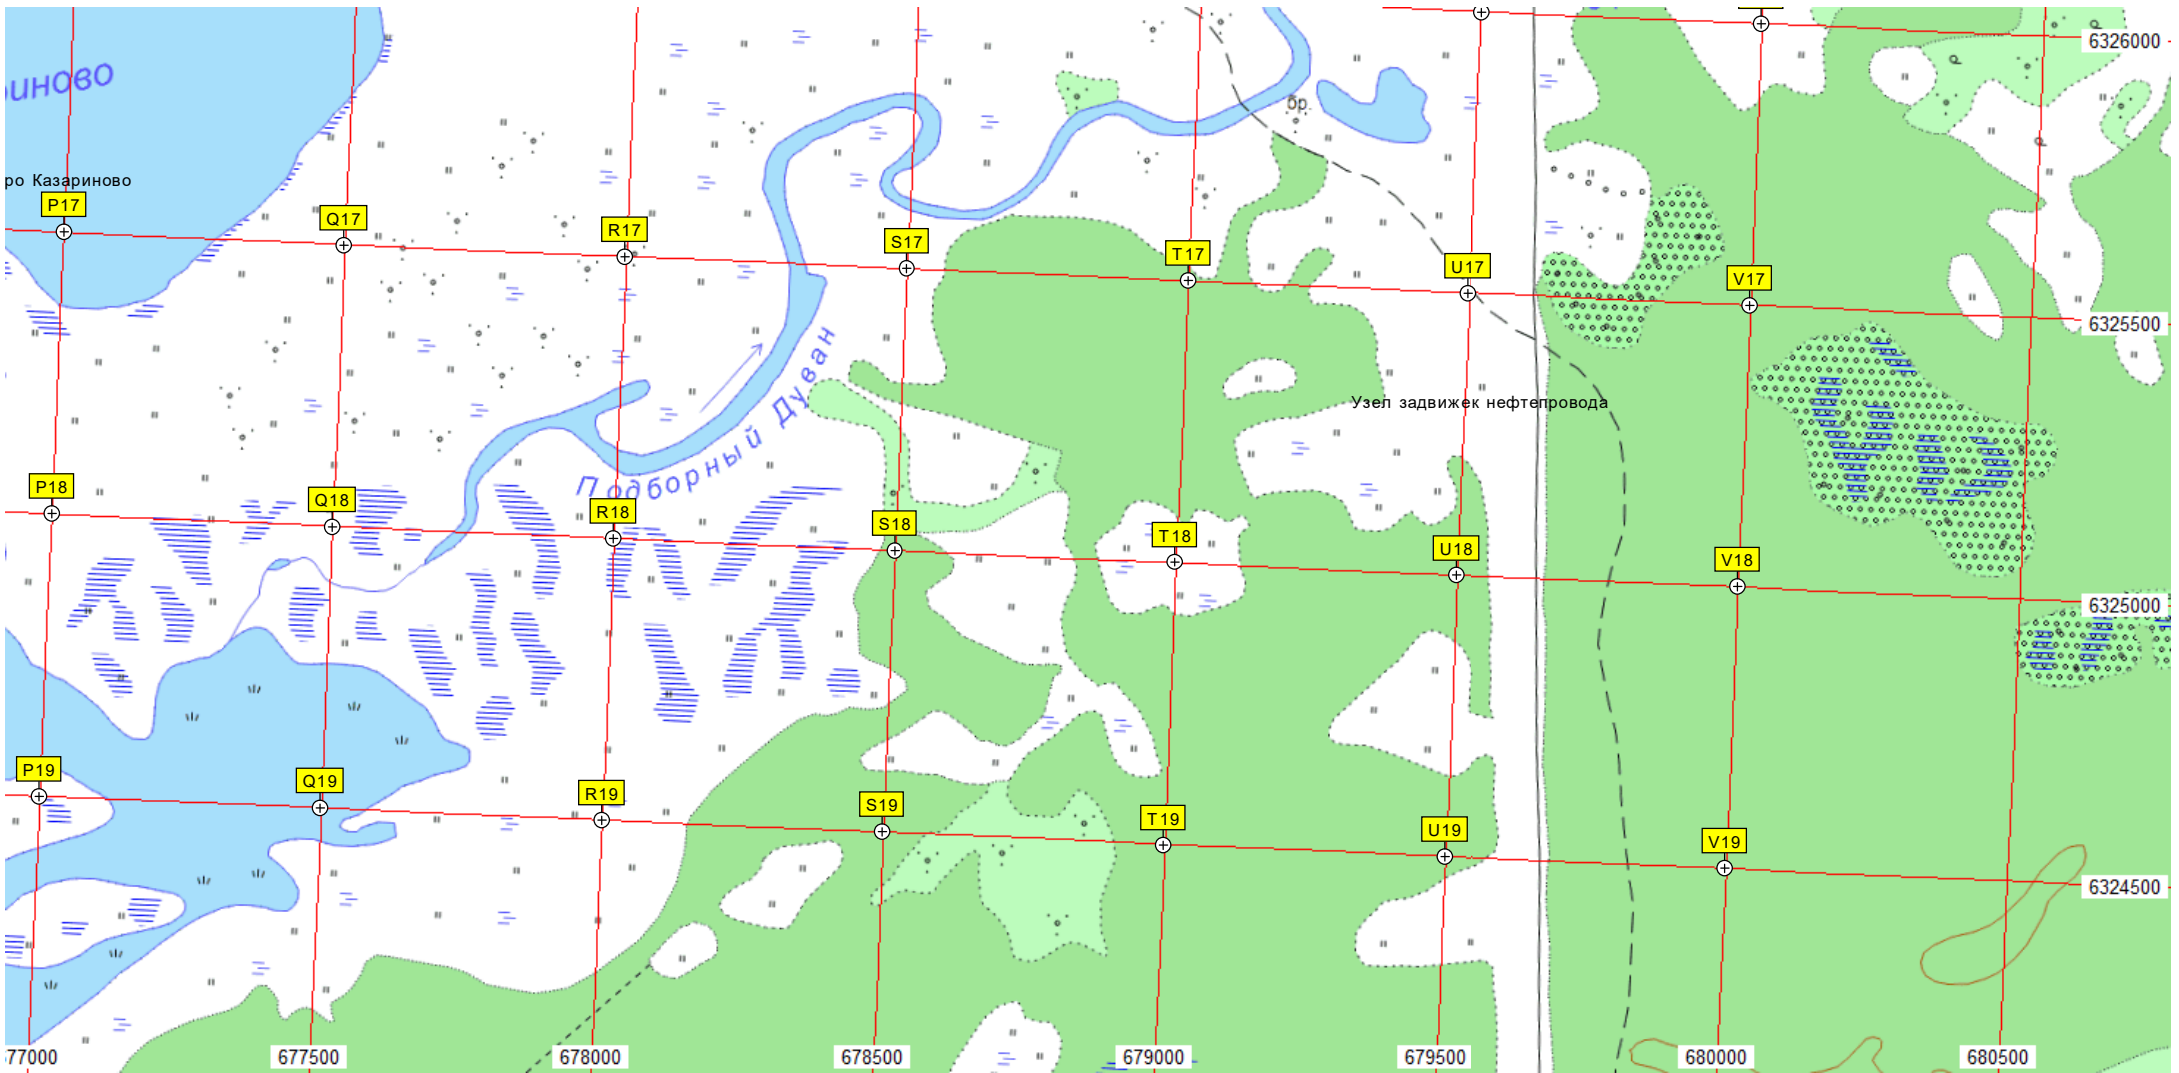 6326000
риново
бр.
ро Казариново
P17
Q17
R17
S17
T17
U17
V17
6325500
Подборный Дуван
Узел задвижек нефтепровода
P18
Q18
R18
S18
T18
U18
V18
6325000
P19
Q19
R19
S19
T19
U19
V19
6324500
77000
677500
678000
678500
679000
679500
680000
680500